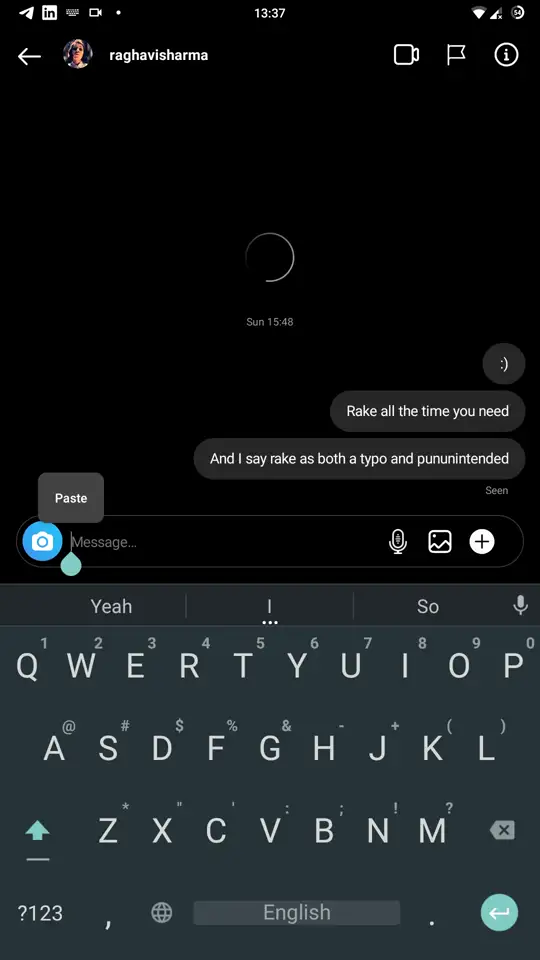 13:37
54
raghavisharma
Sun 15:48
:)
Rake all the time you need
And I say rake as both a typo and pununintended
Seen
Paste
Message...
Yeah I So
1 2 3 4 5 6 7 8 9 0
Q W E R T Y U I O P
@ # $ % & - + ( )
A S D F G H J K L
* " ' : ; ! ?
Z X C V B N M
?123 , English .